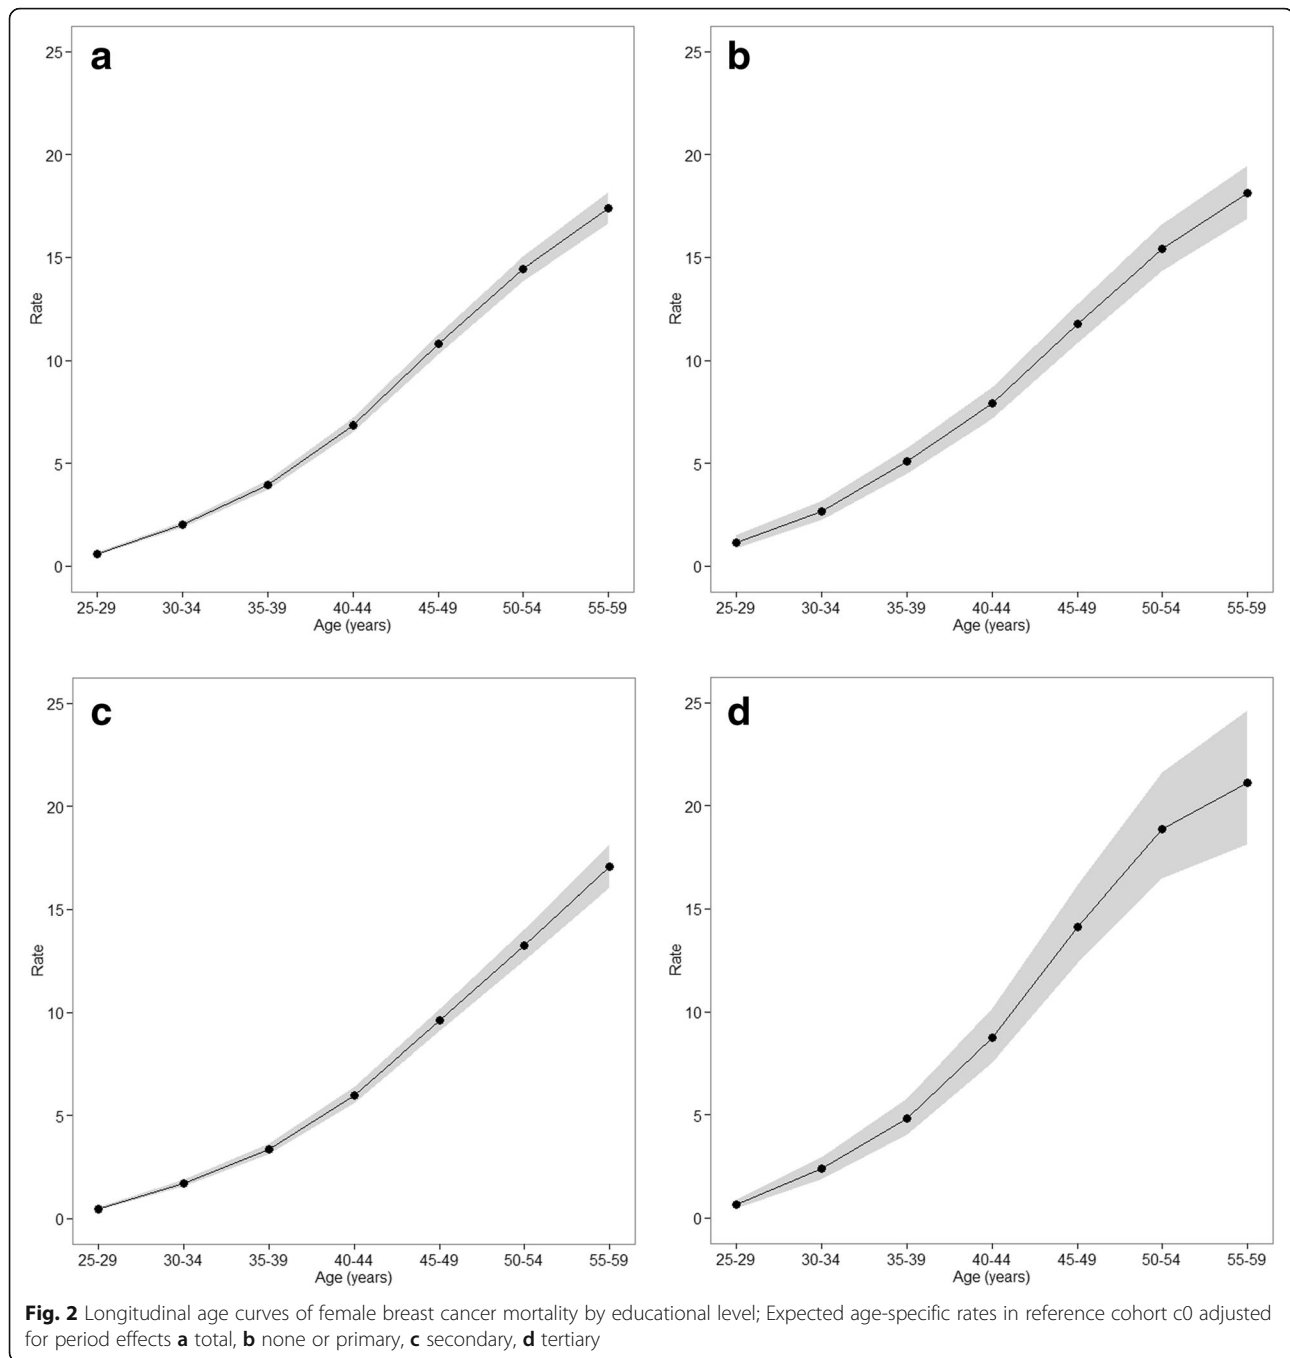 a
25
20
15
10
5
0
Rate
25-29 30-34 35-39 40-44 45-49 50-54 55-59
Age (years)
b
25
20
15
10
5
0
Rate
25-29 30-34 35-39 40-44 45-49 50-54 55-59
Age (years)
c
25
20
15
10
5
0
Rate
25-29 30-34 35-39 40-44 45-49 50-54 55-59
Age (years)
d
25
20
15
10
5
0
Rate
25-29 30-34 35-39 40-44 45-49 50-54 55-59
Age (years)
Fig. 2 Longitudinal age curves of female breast cancer mortality by educational level; Expected age-specific rates in reference cohort c0 adjusted
for period effects a total, b none or primary, c secondary, d tertiary